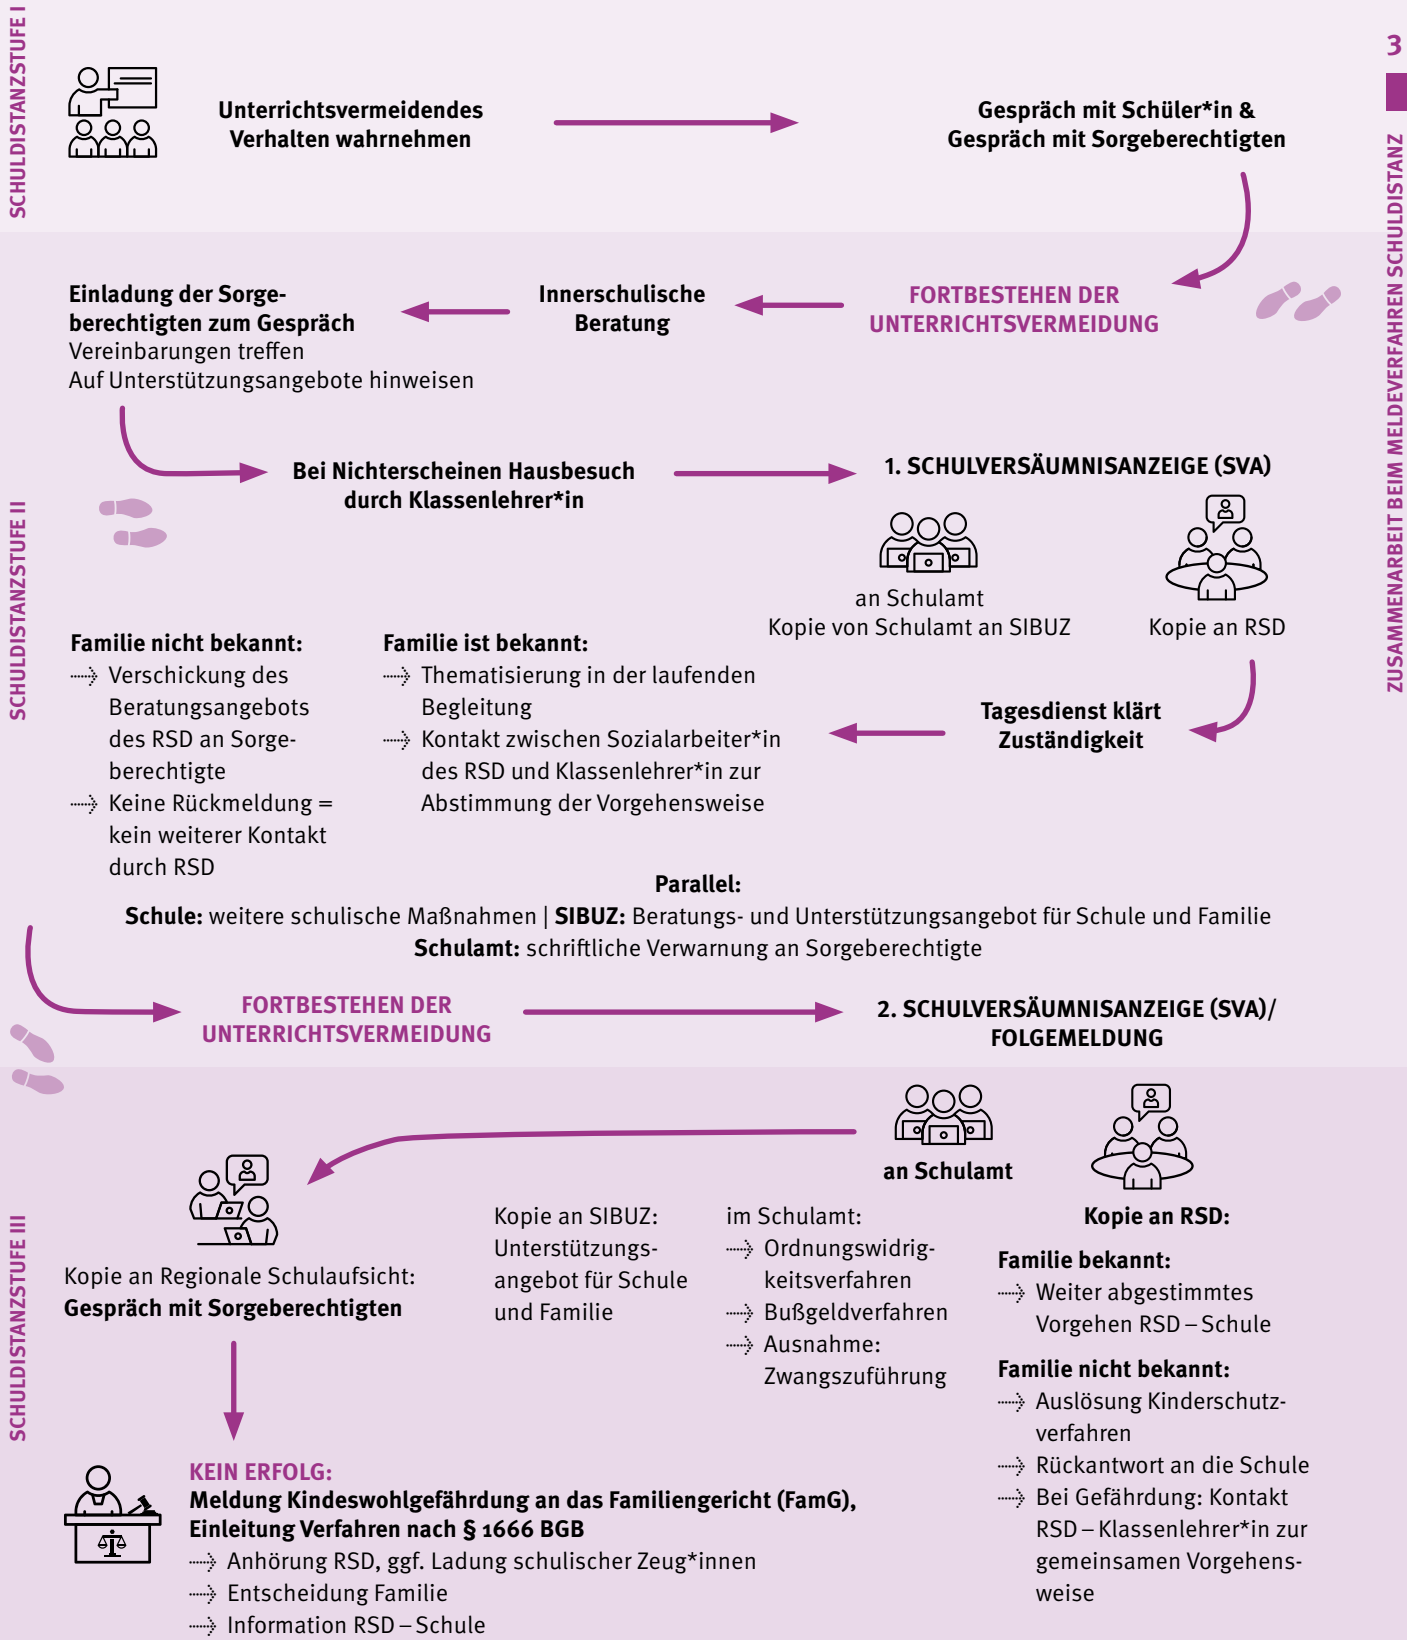 SCHULDISTANZSTUFE I
Unterrichtsvermeidendes
Verhalten wahrnehmen
Gespräch mit Schüler*in &
Gespräch mit Sorgeberechtigten
3
ZUSAMMENARBEIT BEIM MELDEVERFAHREN SCHULDISTANZ
SCHULDISTANZSTUFE II
FORTBESTEHEN DER
UNTERRICHTSVERMEIDUNG
Innerschulische
Beratung
Einladung der Sorge-
berechtigten zum Gespräch
Vereinbarungen treffen
Auf Unterstützungsangebote hinweisen
Bei Nichterscheinen Hausbesuch
durch Klassenlehrer*in
1. SCHULVERSÄUMNISANZEIGE (SVA)
an Schulamt
Kopie von Schulamt an SIBUZ
Kopie an RSD
Tagesdienst klärt
Zuständigkeit
Familie nicht bekannt:
Verschickung des
Beratungsangebots
des RSD an Sorge-
berechtigte
Keine Rückmeldung =
kein weiterer Kontakt
durch RSD
Familie ist bekannt:
Thematisierung in der laufenden
Begleitung
Kontakt zwischen Sozialarbeiter*in
des RSD und Klassenlehrer*in zur
Abstimmung der Vorgehensweise
Parallel:
Schule: weitere schulische Maßnahmen | SIBUZ: Beratungs- und Unterstützungsangebot für Schule und Familie
Schulamt: schriftliche Verwarnung an Sorgeberechtigte
FORTBESTEHEN DER
UNTERRICHTSVERMEIDUNG
2. SCHULVERSÄUMNISANZEIGE (SVA)/
FOLGEMELDUNG
SCHULDISTANZSTUFE III
an Schulamt
Kopie an Regionale Schulaufsicht:
Gespräch mit Sorgeberechtigten
Kopie an SIBUZ:
Unterstützungs-
angebot für Schule
und Familie
im Schulamt:
Ordnungswidrig-
keitsverfahren
Bußgeldverfahren
Ausnahme:
Zwangszuführung
Kopie an RSD:
Familie bekannt:
Weiter abgestimmtes
Vorgehen RSD – Schule
Familie nicht bekannt:
Auslösung Kinderschutz-
verfahren
Rückantwort an die Schule
Bei Gefährdung: Kontakt
RSD – Klassenlehrer*in zur
gemeinsamen Vorgehens-
weise
KEIN ERFOLG:
Meldung Kindeswohlgefährdung an das Familiengericht (FamG),
Einleitung Verfahren nach § 1666 BGB
Anhörung RSD, ggf. Ladung schulischer Zeug*innen
Entscheidung Familie
Information RSD – Schule